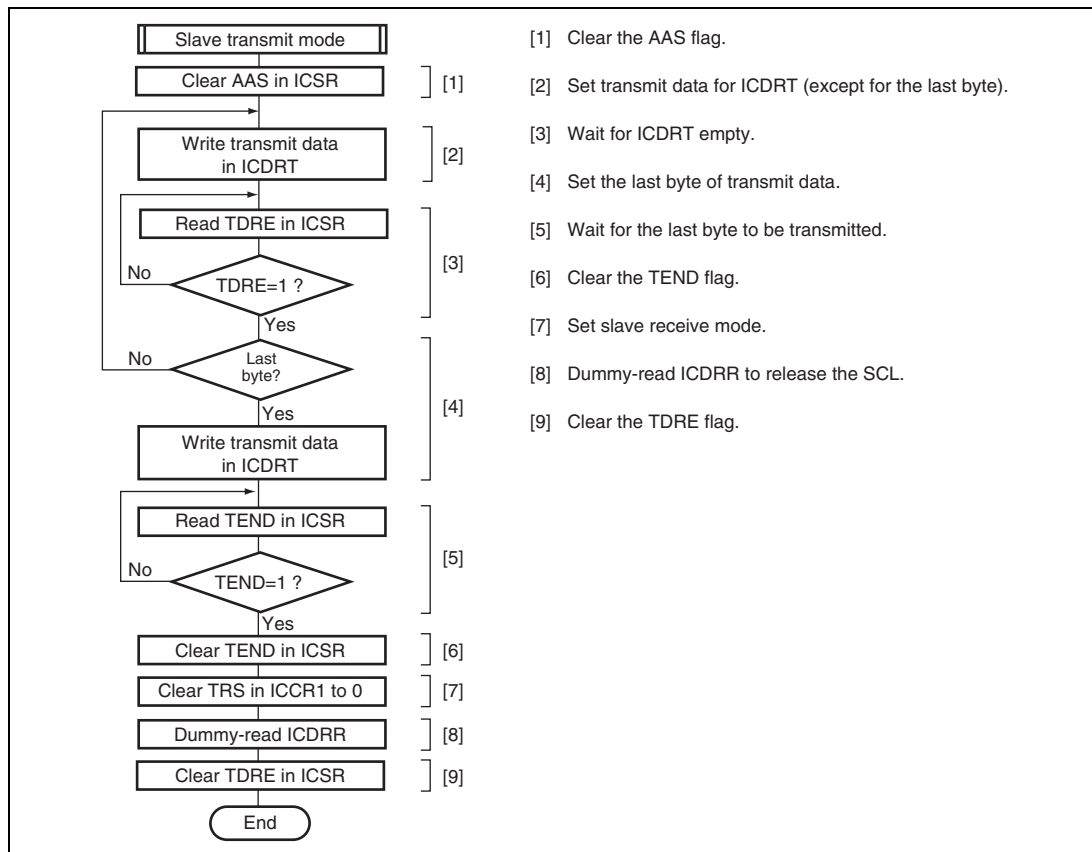 Slave transmit mode
Clear AAS in ICSR
[1]
Write transmit data
in ICDRT
[2]
Read TDRE in ICSR
No
TDRE=1 ?
[3]
Yes
No
Last
byte?
Yes
[4]
Write transmit data
in ICDRT
Read TEND in ICSR
No
TEND=1 ?
[5]
Yes
Clear TEND in ICSR
[6]
Clear TRS in ICCR1 to 0
[7]
Dummy-read ICDRR
[8]
Clear TDRE in ICSR
[9]
End
[1] Clear the AAS flag.
[2] Set transmit data for ICDRT (except for the last byte).
[3] Wait for ICDRT empty.
[4] Set the last byte of transmit data.
[5] Wait for the last byte to be transmitted.
[6] Clear the TEND flag.
[7] Set slave receive mode.
[8] Dummy-read ICDRR to release the SCL.
[9] Clear the TDRE flag.